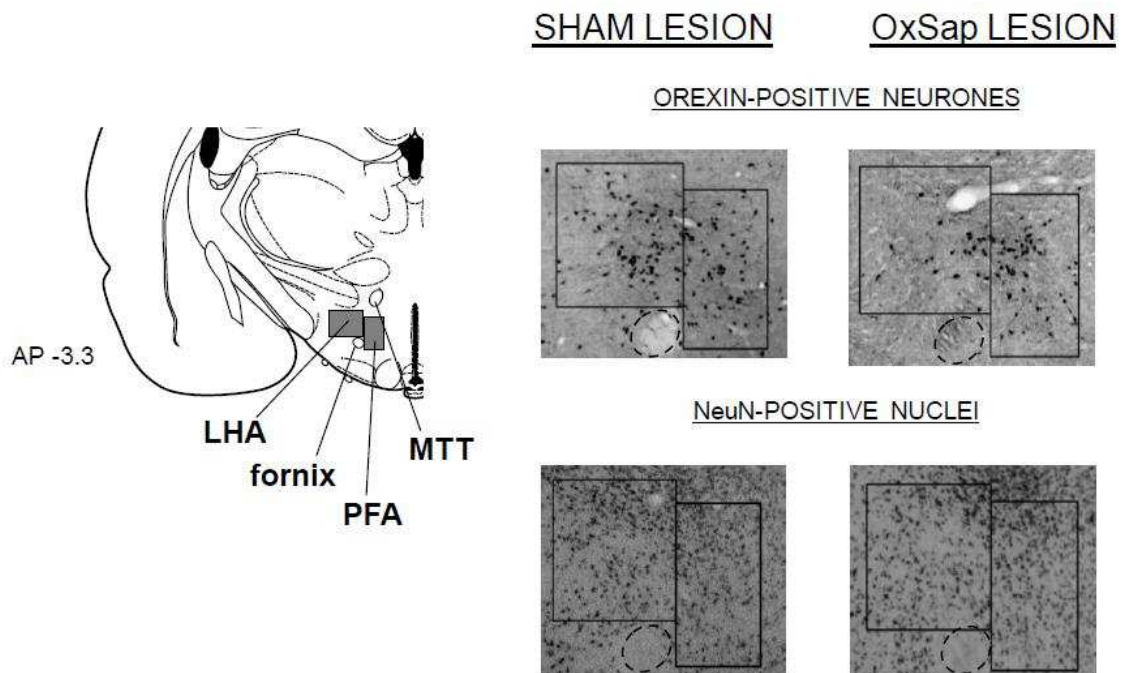 SHAM LESION
OxSap LESION
OREXIN-POSITIVE NEURONES
AP -3.3
LHA
fornix
PFA
MTT
NeuN-POSITIVE NUCLEI